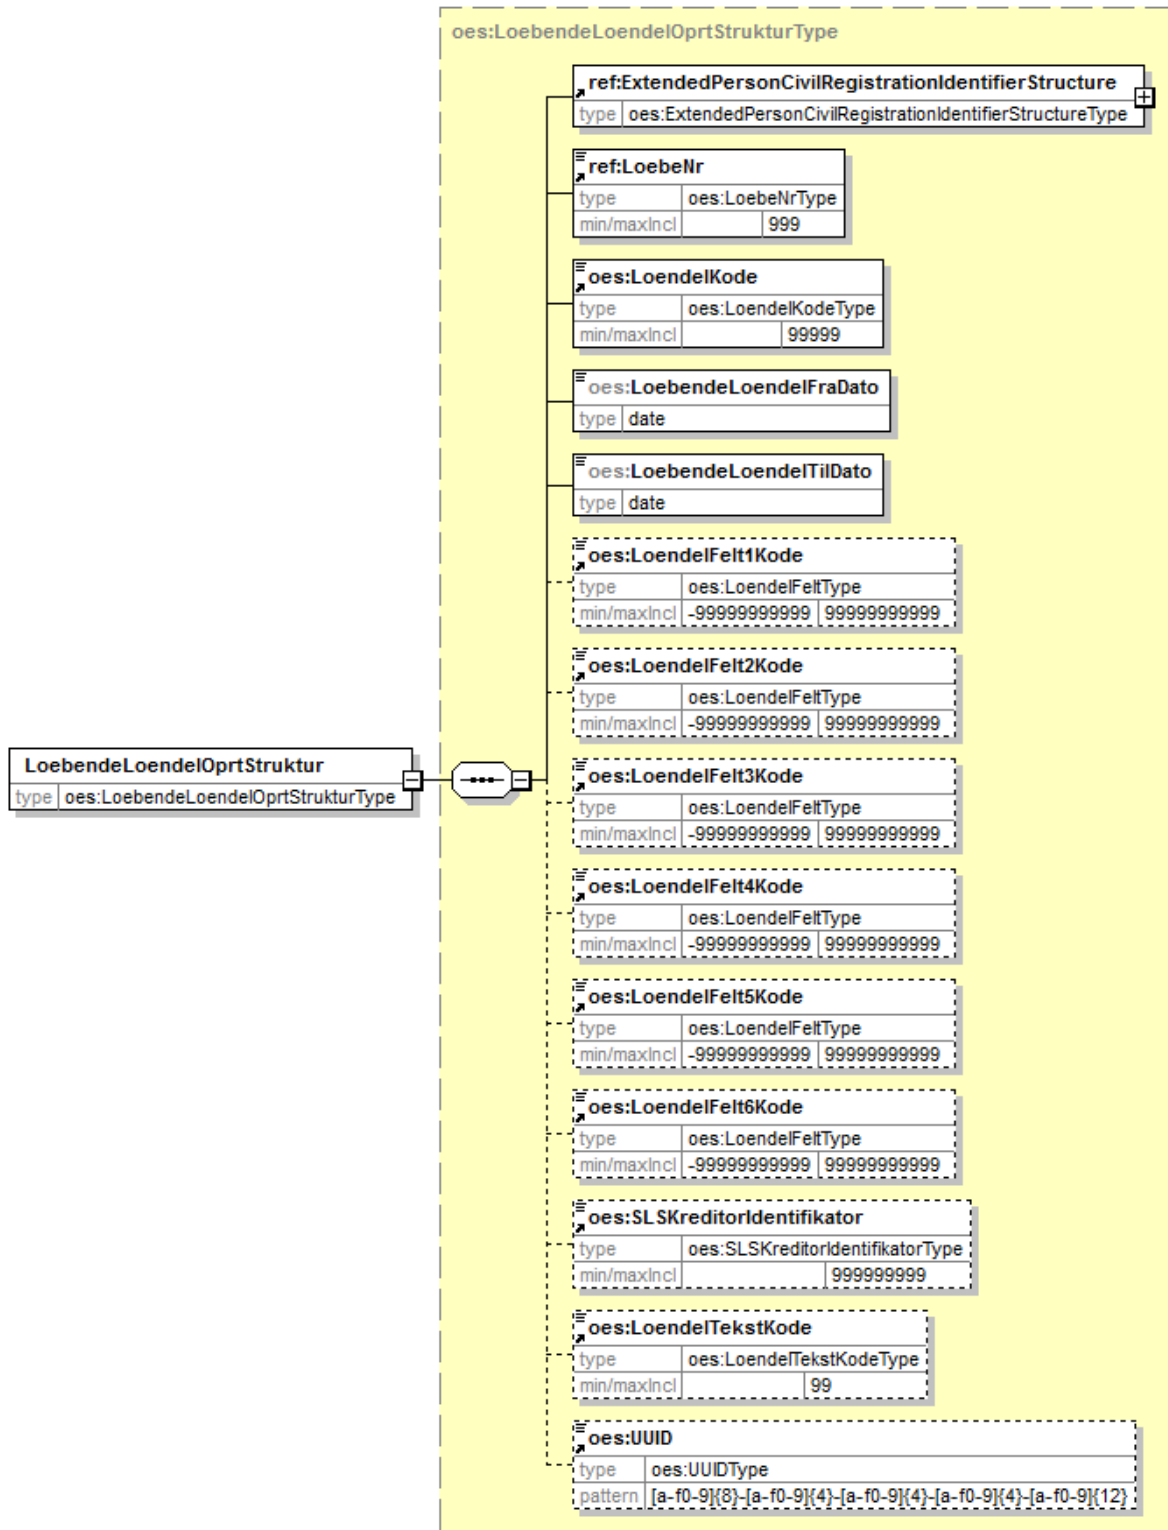 oes:LoebendeLoendelOprtStrukturType
ref:ExtendedPersonCivilRegistrationIdentifierStructure
type oes:ExtendedPersonCivilRegistrationIdentifierStructureType
ref:LoebeNr
type oes:LoebeNrType
min/maxIncl 999
oes:LoendelKode
type oes:LoendelKodeType
min/maxIncl 99999
oes:LoebendeLoendelFraDato
type date
oes:LoebendeLoendelTilDato
type date
oes:LoendelFelt1Kode
type oes:LoendelFeltType
min/maxIncl -99999999999 99999999999
oes:LoendelFelt2Kode
type oes:LoendelFeltType
min/maxIncl -99999999999 99999999999
LoebendeLoendelOprtStruktur
type oes:LoebendeLoendelOprtStrukturType
oes:LoendelFelt3Kode
type oes:LoendelFeltType
min/maxIncl -99999999999 99999999999
oes:LoendelFelt4Kode
type oes:LoendelFeltType
min/maxIncl -99999999999 99999999999
oes:LoendelFelt5Kode
type oes:LoendelFeltType
min/maxIncl -99999999999 99999999999
oes:LoendelFelt6Kode
type oes:LoendelFeltType
min/maxIncl -99999999999 99999999999
oes:SLSKreditorIdentifikator
type oes:SLSKreditorIdentifikatorType
min/maxIncl 999999999
oes:LoendelTekstKode
type oes:LoendelTekstKodeType
min/maxIncl 99
oes:UUID
type oes:UUIDType
pattern [a-f0-9]{8}-[a-f0-9]{4}-[a-f0-9]{4}-[a-f0-9]{4}-[a-f0-9]{12}